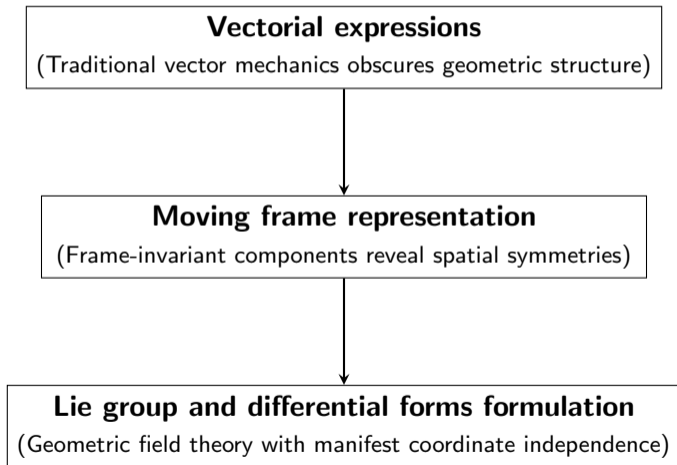 Vectorial expressions
(Traditional vector mechanics obscures geometric structure)
Moving frame representation
(Frame-invariant components reveal spatial symmetries)
Lie group and differential forms formulation
(Geometric field theory with manifest coordinate independence)